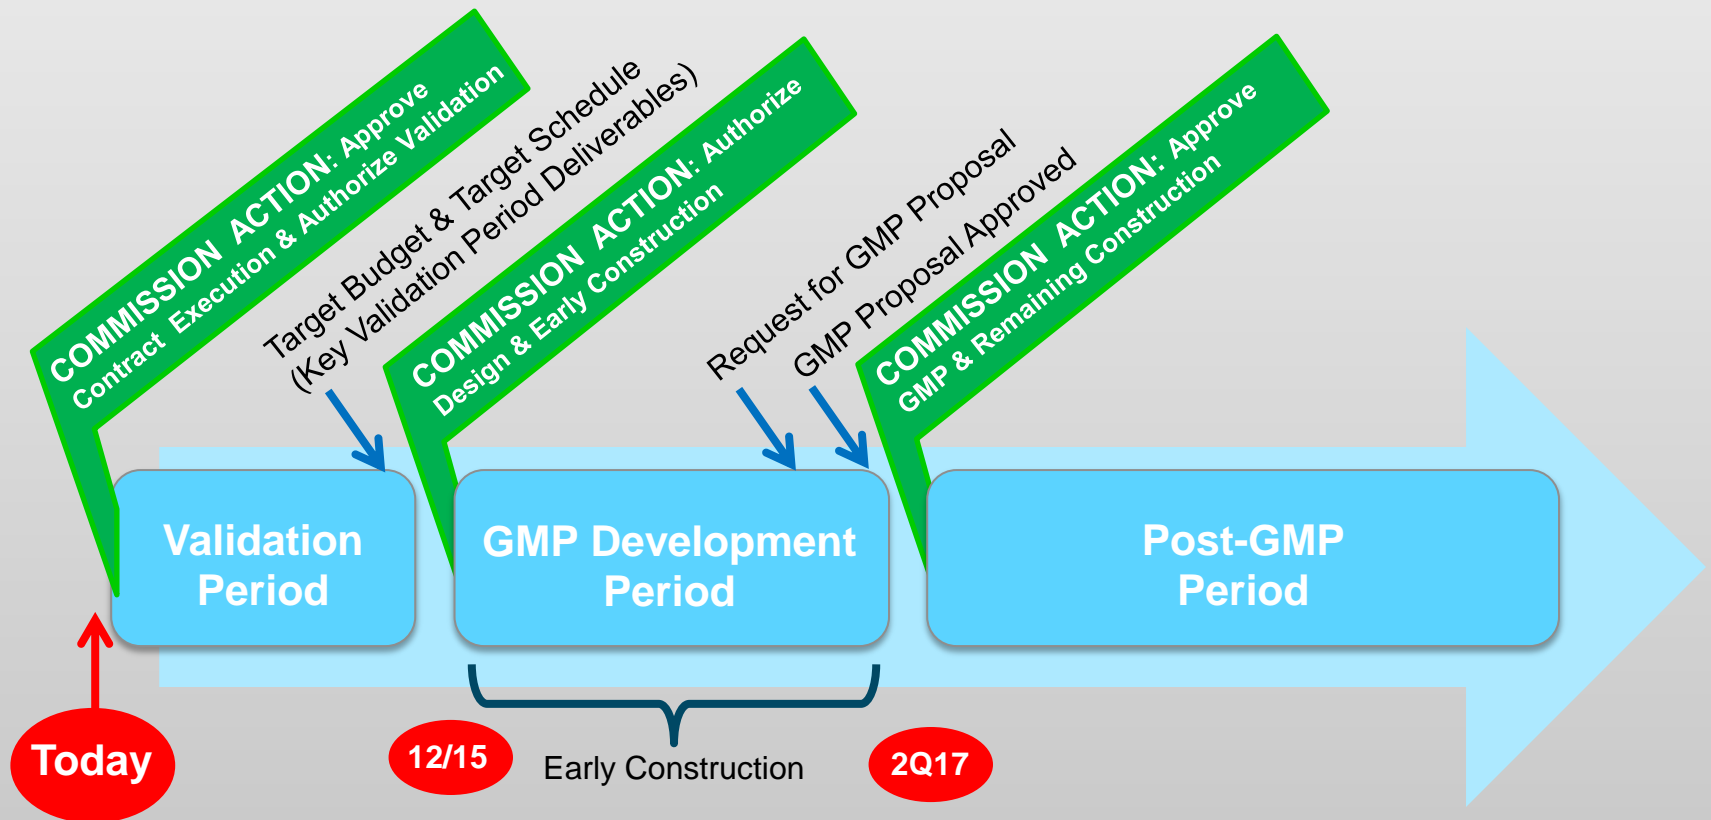 COMMISSION ACTION: Approve
Contract Execution & Authorize Validation
Target Budget & Target Schedule
(Key Validation Period Deliverables)
COMMISSION ACTION: Authorize
Design & Early Construction
Request for GMP Proposal
GMP Proposal Approved
COMMISSION ACTION: Approve
GMP & Remaining Construction
Validation
Period
GMP Development
Period
Post-GMP
Period
Today
12/15
Early Construction
2Q17